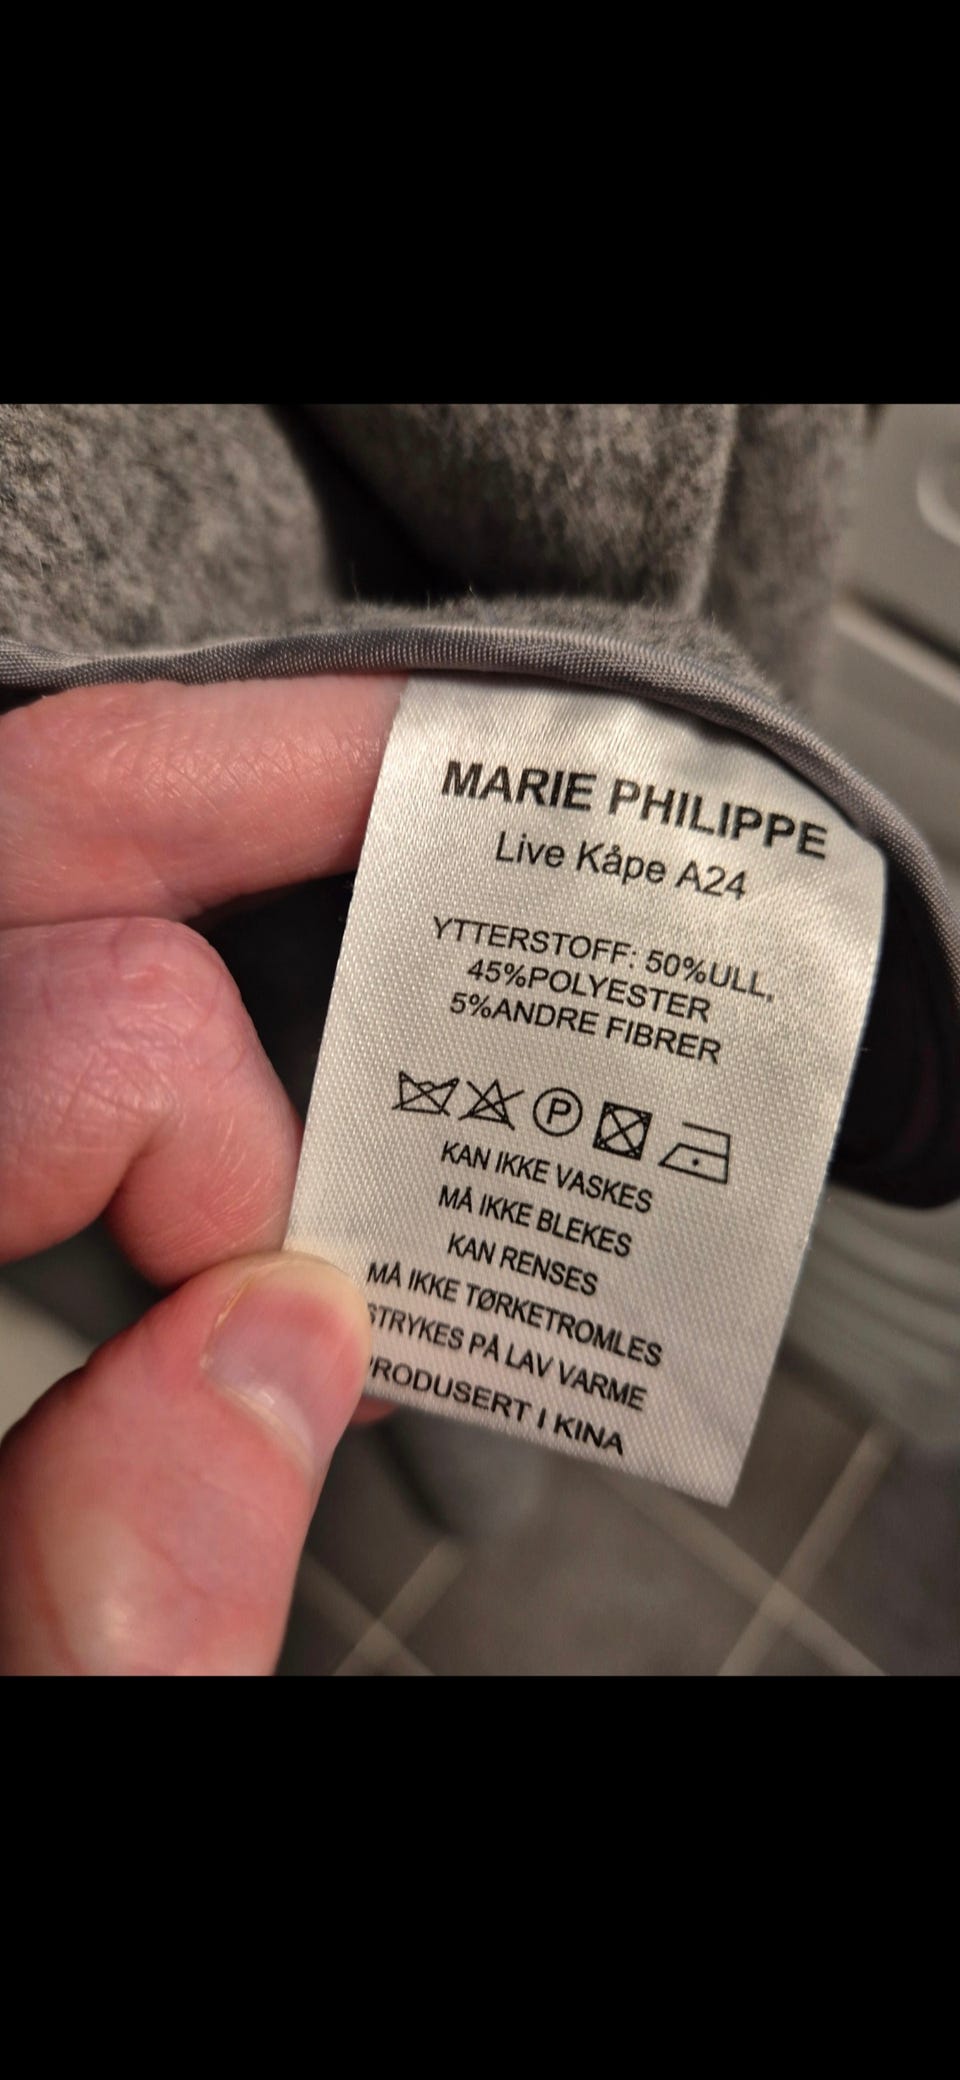 MARIE PHILIPPE
Live Kåpe A24
YTTERSTOFF: 50%ULL,
45%POLYESTER
5%ANDRE FIBRER
P
KAN IKKE VASKES
MÅ IKKE BLEKES
KAN RENSES
MÅ IKKE TØRKETROMLES
STRYKES PÅ LAV VARME
PRODUSERT I KINA